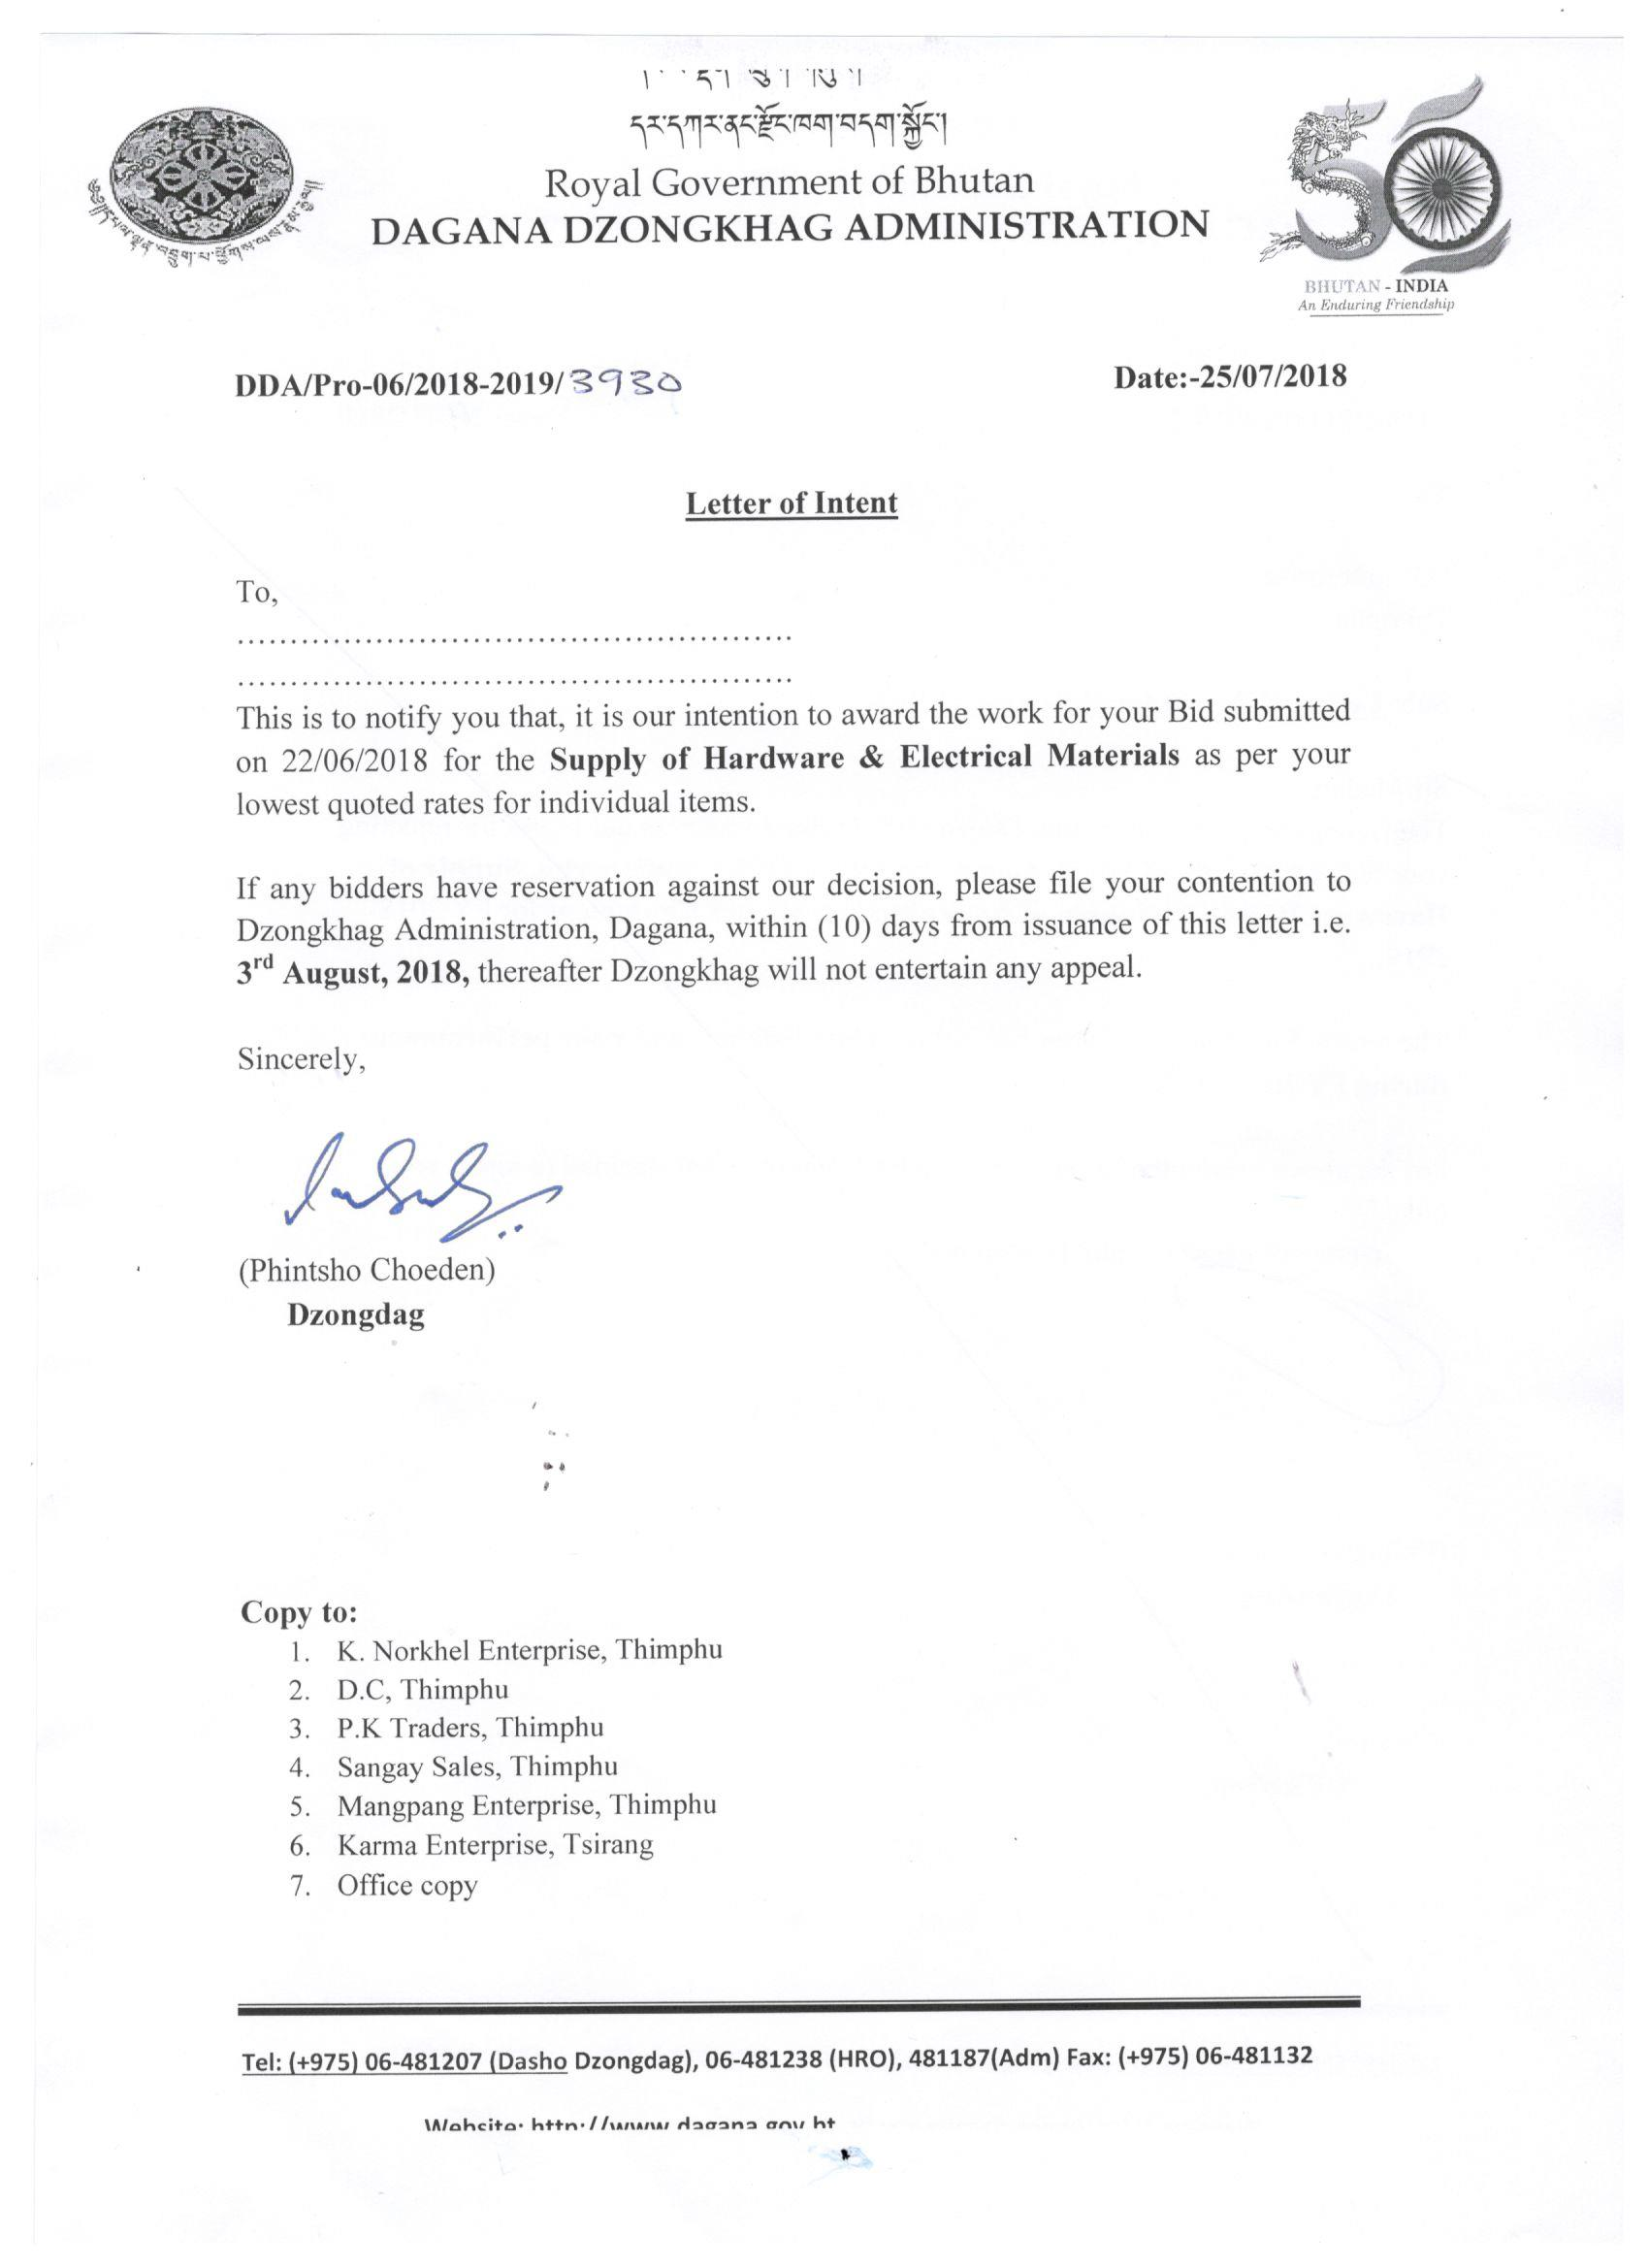 དར་དཀར་ནང་རྫོང་ཁག་བདག་སྐྱོང་།
Royal Government of Bhutan
DAGANA DZONGKHAG ADMINISTRATION
BHUTAN - INDIA
An Enduring Friendship
DDA/Pro-06/2018-2019/3930
Date:-25/07/2018
Letter of Intent
To,
.....................................................
.....................................................
This is to notify you that, it is our intention to award the work for your Bid submitted
on 22/06/2018 for the Supply of Hardware & Electrical Materials as per your
lowest quoted rates for individual items.
If any bidders have reservation against our decision, please file your contention to
Dzongkhag Administration, Dagana, within (10) days from issuance of this letter i.e.
3rd August, 2018, thereafter Dzongkhag will not entertain any appeal.
Sincerely,
(Phintsho Choeden)
Dzongdag
Copy to:
1. K. Norkhel Enterprise, Thimphu
2. D.C, Thimphu
3. P.K Traders, Thimphu
4. Sangay Sales, Thimphu
5. Mangpang Enterprise, Thimphu
6. Karma Enterprise, Tsirang
7. Office copy
Tel: (+975) 06-481207 (Dasho Dzongdag), 06-481238 (HRO), 481187(Adm) Fax: (+975) 06-481132
Website: http://www.dagana.gov.bt